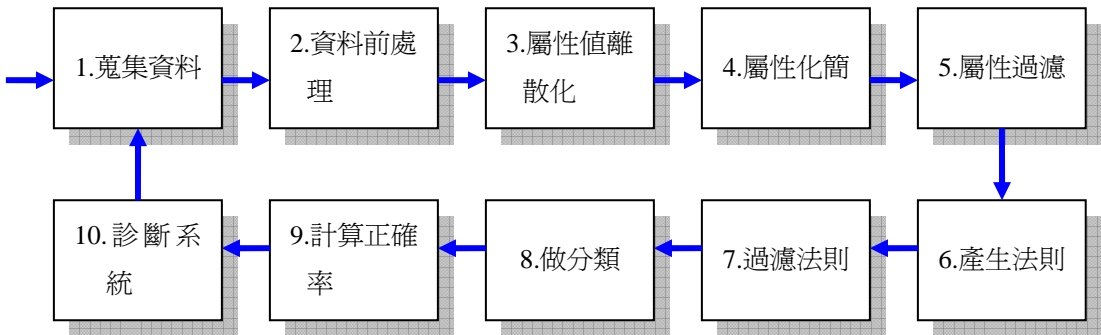 1.蒐集資料
2.資料前處
理
3.屬性值離
散化
4.屬性化簡
5.屬性過濾
10.診斷系
統
9.計算正確
率
8.做分類
7.過濾法則
6.產生法則